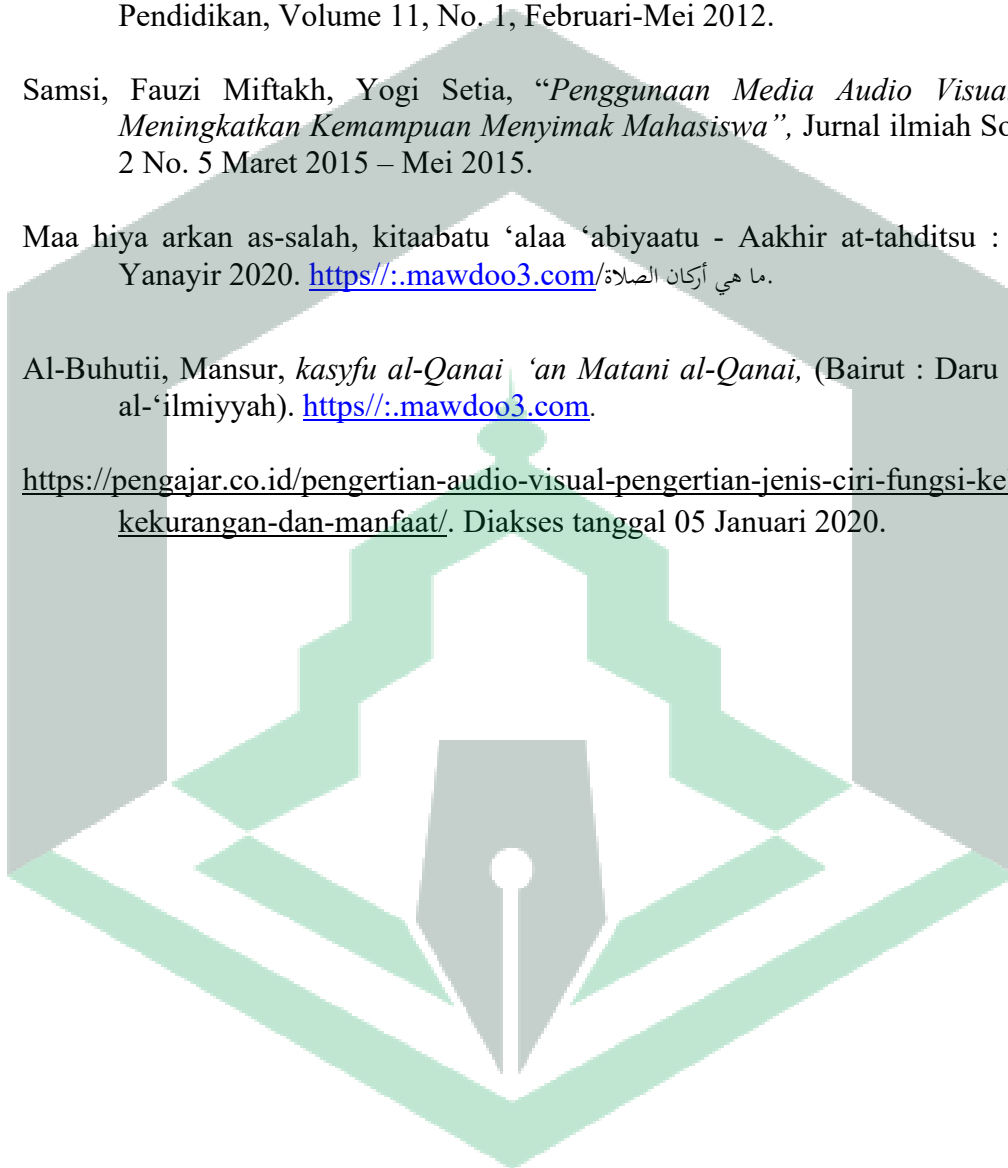 Pendidikan, Volume 11, No. 1, Februari-Mei 2012.
Samsi, Fauzi Miftakh, Yogi Setia, “Penggunaan Media Audio Visua
Meningkatkan Kemampuan Menyimak Mahasiswa”, Jurnal ilmiah So
2 No. 5 Maret 2015 – Mei 2015.
Maa hiya arkan as-salah, kitaabatu ‘alaa ‘abiyaatu - Aakhir at-tahditsu :
Yanayir 2020. https//:.mawdoo3.com/ما هي أركان الصلاة.
Al-Buhutii, Mansur, kasyfu al-Qanai ‘an Matani al-Qanai, (Bairut : Daru
al-‘ilmiyyah). https//:.mawdoo3.com.
https://pengajar.co.id/pengertian-audio-visual-pengertian-jenis-ciri-fungsi-ke
kekurangan-dan-manfaat/. Diakses tanggal 05 Januari 2020.